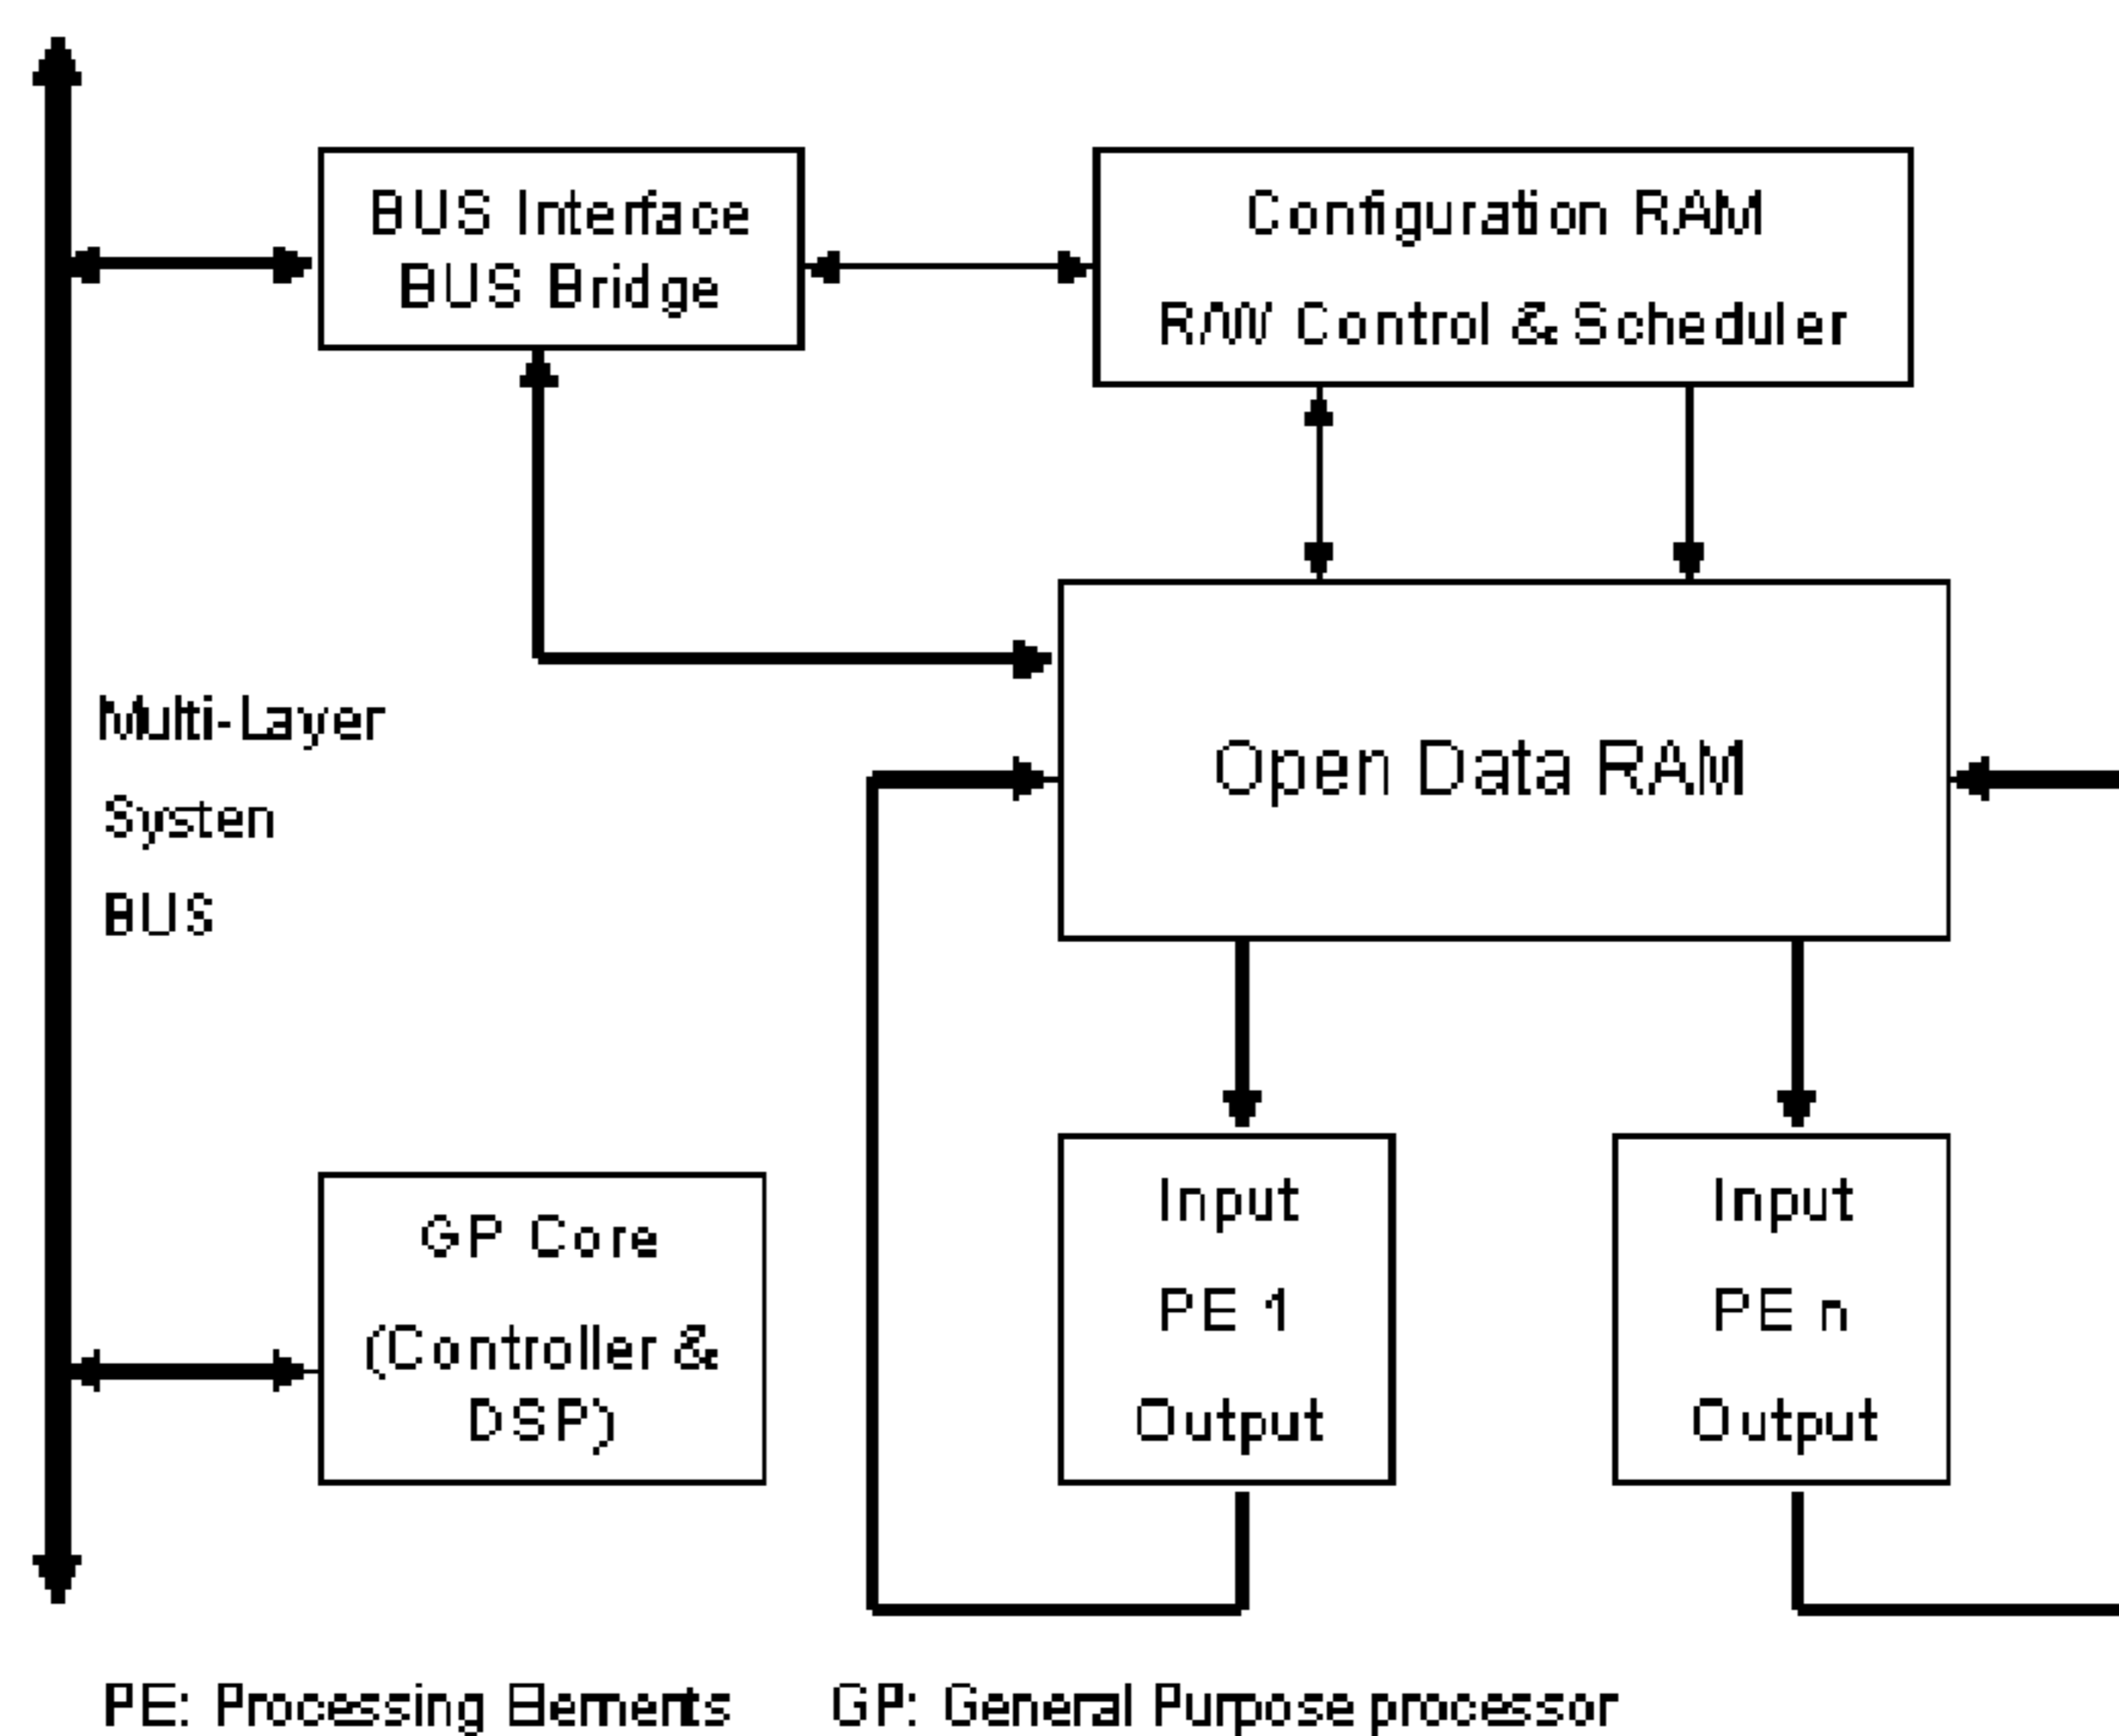 BUS Interface
BUS Bridge
Configuration RAM
R/W Control & Scheduler
Multi-Layer
Systen
BUS
Open Data RAM
GP Core
(Controller &
DSP)
Input
PE 1
Output
Input
PE n
Output
PE: Processing Elements GP: General Purpose processor